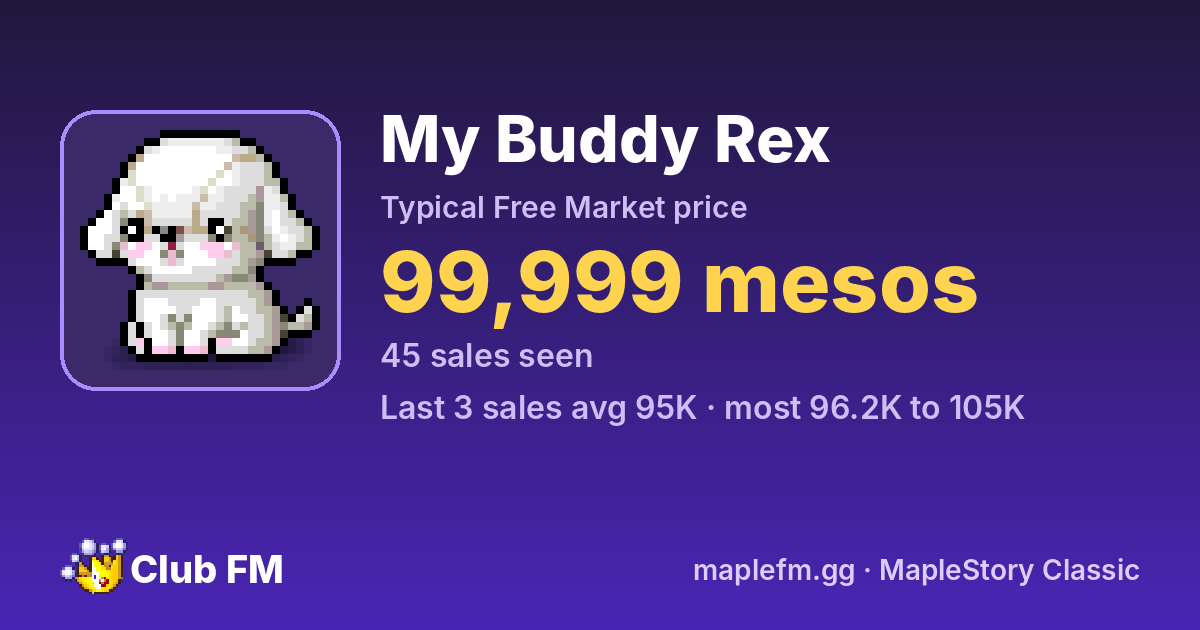 My Buddy Rex
Typical Free Market price
99,999 mesos
45 sales seen
Last 3 sales avg 95K · most 96.2K to 105K
Club FM
maplefm.gg · MapleStory Classic